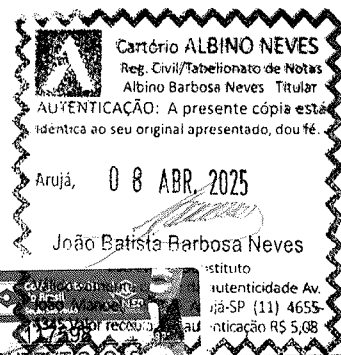 Cartório ALBINO NEVES
Reg. Civil/Tabelionato de Notas
Albino Barbosa Neves Titular
AUTENTICAÇÃO: A presente cópia está
idêntica ao seu original apresentado, dou fé.
Arujá, 08 ABR. 2025
João Batista Barbosa Neves
stituto
autenticidade Av.
Manoel já-SP (11) 4655-
Valor nticação R$ 5,08